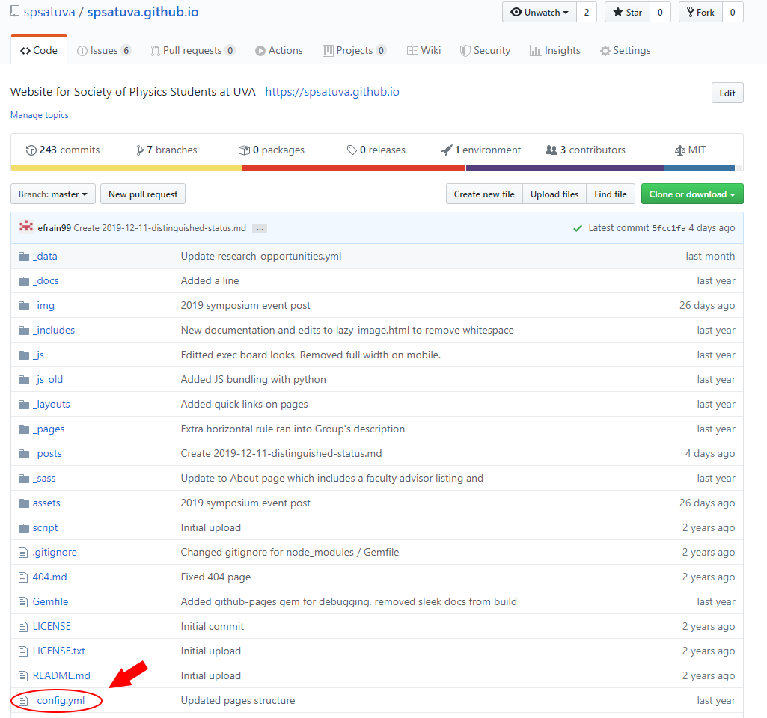 spsatuva / spsatuva.github.io Unwatch 2 Star 0 Fork 0
Code Issues 6 Pull requests 0 Actions Projects 0 Wiki Security Insights Settings
Website for Society of Physics Students at UVA https://spsatuva.github.io Edit
Manage topics
243 commits 7 branches 0 packages 0 releases 1 environment 3 contributors MIT
Branch: master New pull request Create new file Upload files Find file Clone or download
efrain99 Create 2019-12-11-distinguished-status.md ... Latest commit 5fcc1fa 4 days ago
_data Update research-opportunities.yml last month
_docs Added a line last year
_img 2019 symposium event post 26 days ago
_includes New documentation and edits to lazy-image.html to remove whitespace last year
_js Editted exec board looks. Removed full width on mobile. last year
_js_old Added JS bundling with python last year
_layouts Added quick links on pages last year
_pages Extra horizontal rule ran into Group's description last year
_posts Create 2019-12-11-distinguished-status.md 4 days ago
_sass Update to About page which includes a faculty advisor listing and last year
assets 2019 symposium event post 26 days ago
script Initial upload 2 years ago
.gitignore Changed gitignore for node_modules / Gemfile 2 years ago
404.md Fixed 404 page 2 years ago
Gemfile Added github-pages gem for debugging, removed sleek docs from build last year
LICENSE Initial commit 2 years ago
LICENSE.txt Initial upload 2 years ago
README.md Initial upload 2 years ago
_config.yml Updated pages structure last year